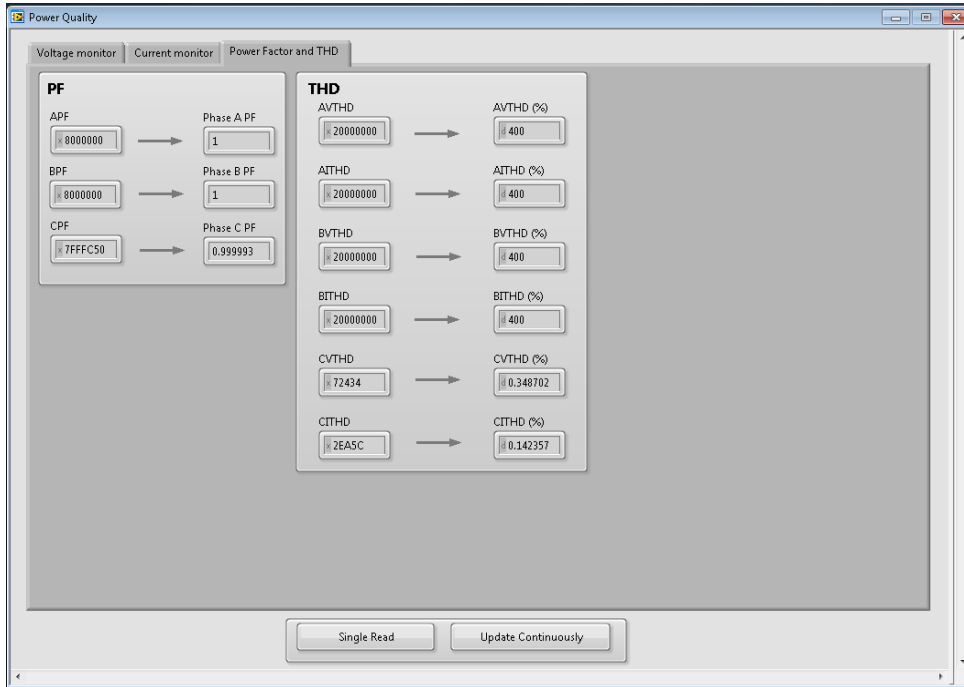 Power Quality
Voltage monitor Current monitor Power Factor and THD
PF
APF Phase A PF
x 8000000 1
BPF Phase B PF
x 8000000 1
CPF Phase C PF
x 7FFFC50 0.999993
THD
AVTHD AVTHD (%)
x 20000000 d 400
AITHD AITHD (%)
x 20000000 d 400
BVTHD BVTHD (%)
x 20000000 d 400
BITHD BITHD (%)
x 20000000 d 400
CVTHD CVTHD (%)
x 72434 d 0.348702
CITHD CITHD (%)
x 2EA5C d 0.142357
Single Read Update Continuously